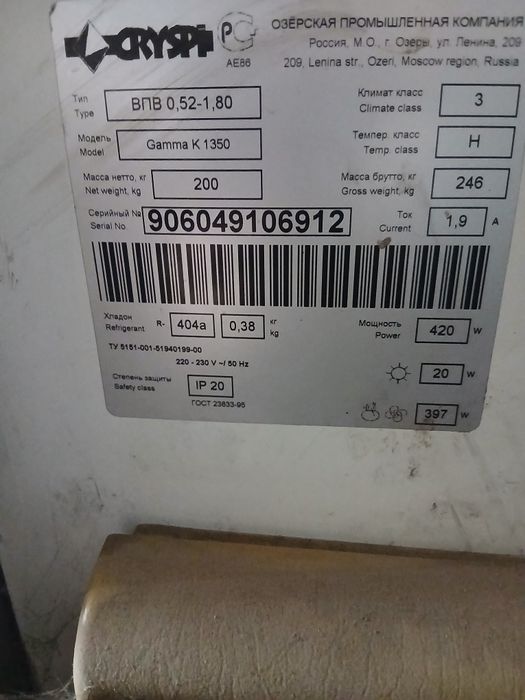 CRYSPI
РС
АЕ86
ОЗЁРСКАЯ ПРОМЫШЛЕННАЯ КОМПАНИЯ
Россия, М.О., г. Озеры, ул. Ленина, 209
209, Lenina str., Ozeri, Moscow region, Russia
Тип
Type
ВПВ 0,52-1,80
Климат класс
Climate class
3
Модель
Model
Gamma K 1350
Темпер. класс
Temp. class
H
Масса нетто, кг
Net weight, kg
200
Масса брутто, кг
Gross weight, kg
246
Серийный №
Serial No.
906049106912
Ток
Current
1,9 A
Хладон
Refrigerant
R- 404a
0,38
кг
kg
Мощность
Power
420 w
ТУ 5151-001-51940199-00
220 - 230 V ~/ 50 Hz
20 w
Степень защиты
Safety class
IP 20
ГОСТ 23833-95
397 w